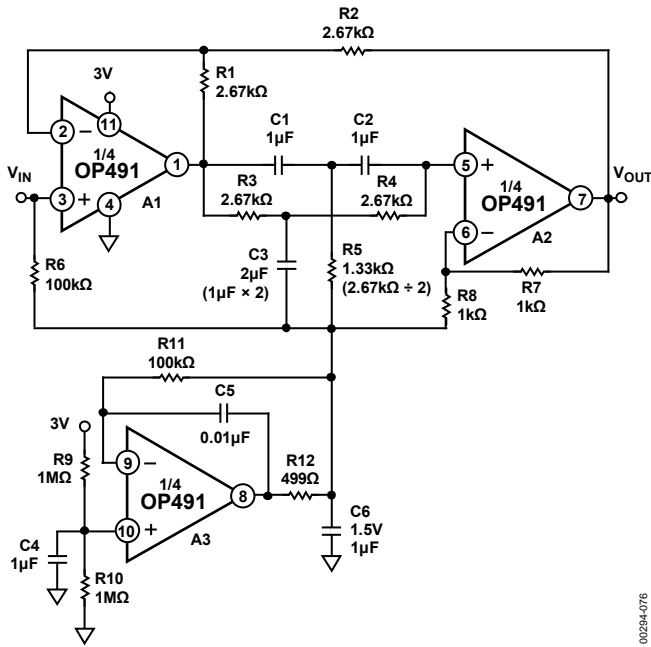 R2
2.67kΩ
3V
R1
2.67kΩ
11
2
−
1/4
OP491
1
C1
1µF
C2
1µF
VIN
3
+
4
A1
R3
2.67kΩ
R4
2.67kΩ
5
+
1/4
OP491
7
VOUT
6
−
A2
R6
100kΩ
C3
2µF
(1µF × 2)
R5
1.33kΩ
(2.67kΩ ÷ 2)
R8
1kΩ
R7
1kΩ
R11
100kΩ
C5
0.01µF
3V
R9
1MΩ
9
−
1/4
OP491
8
R12
499Ω
10
+
A3
C4
1µF
R10
1MΩ
C6
1.5V
1µF
00294-076